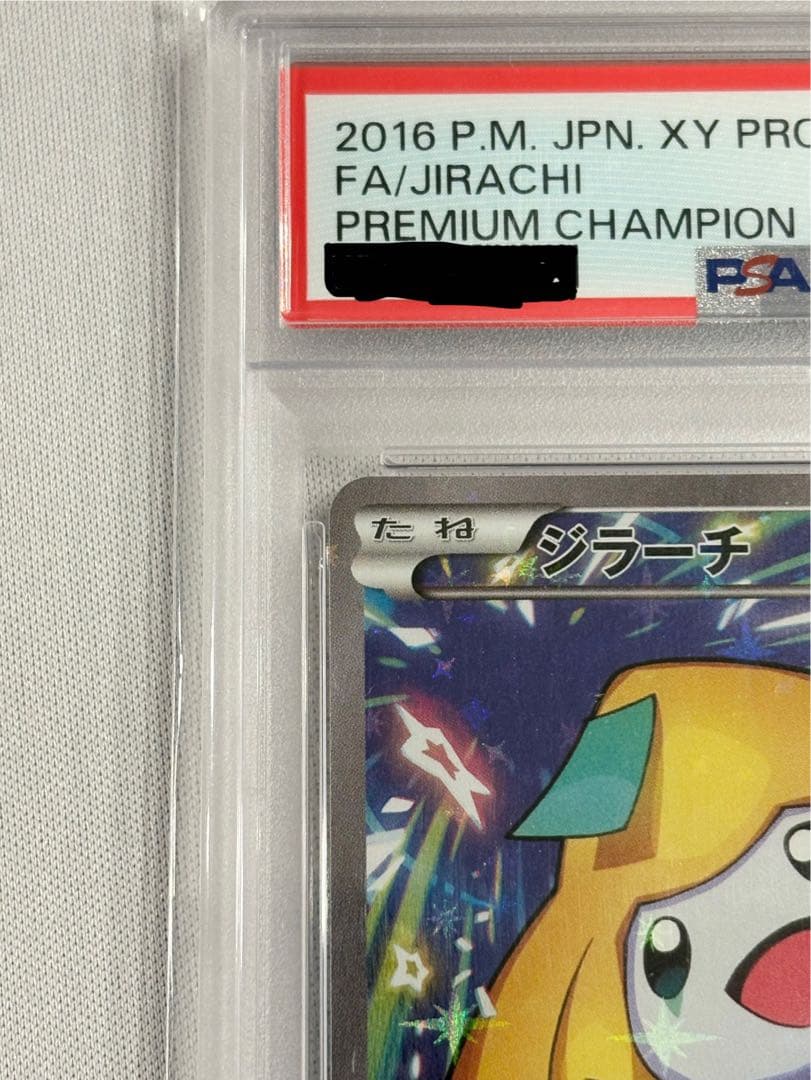 2016 P.M. JPN. XY PRO
FA/JIRACHI
PREMIUM CHAMPION
PSA
たね
ジラーチ